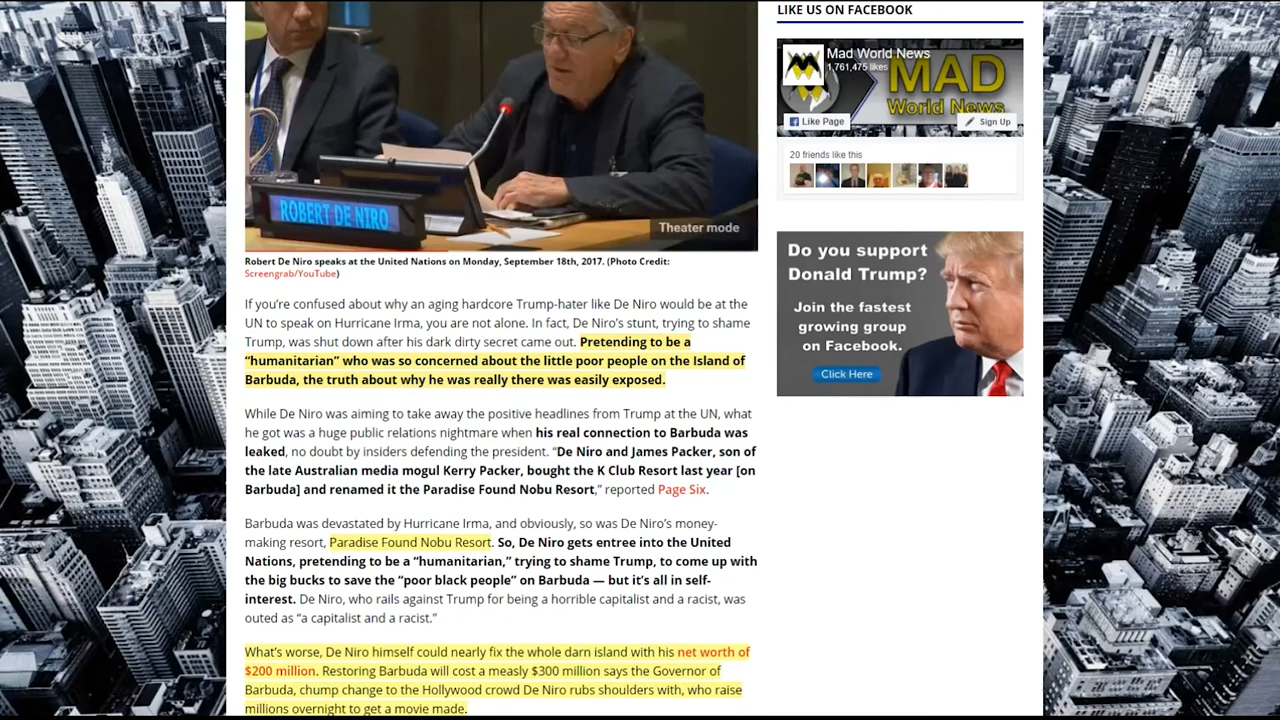 ROBERT DE NIRO
Theater mode
Robert De Niro speaks at the United Nations on Monday, September 18th, 2017. (Photo Credit:
Screengrab/YouTube)
If you’re confused about why an aging hardcore Trump-hater like De Niro would be at the
UN to speak on Hurricane Irma, you are not alone. In fact, De Niro’s stunt, trying to shame
Trump, was shut down after his dark dirty secret came out. Pretending to be a
“humanitarian” who was so concerned about the little poor people on the Island of
Barbuda, the truth about why he was really there was easily exposed.
While De Niro was aiming to take away the positive headlines from Trump at the UN, what
he got was a huge public relations nightmare when his real connection to Barbuda was
leaked, no doubt by insiders defending the president. “De Niro and James Packer, son of
the late Australian media mogul Kerry Packer, bought the K Club Resort last year [on
Barbuda] and renamed it the Paradise Found Nobu Resort,” reported Page Six.
Barbuda was devastated by Hurricane Irma, and obviously, so was De Niro’s money-
making resort, Paradise Found Nobu Resort. So, De Niro gets entree into the United
Nations, pretending to be a “humanitarian,” trying to shame Trump, to come up with
the big bucks to save the “poor black people” on Barbuda — but it’s all in self-
interest. De Niro, who rails against Trump for being a horrible capitalist and a racist, was
outed as “a capitalist and a racist.”
What’s worse, De Niro himself could nearly fix the whole darn island with his net worth of
$200 million. Restoring Barbuda will cost a measly $300 million says the Governor of
Barbuda, chump change to the Hollywood crowd De Niro rubs shoulders with, who raise
millions overnight to get a movie made.
LIKE US ON FACEBOOK
Mad World News
1,761,475 likes
MAD
World News
Like Page
Sign Up
20 friends like this
Do you support
Donald Trump?
Join the fastest
growing group
on Facebook.
Click Here